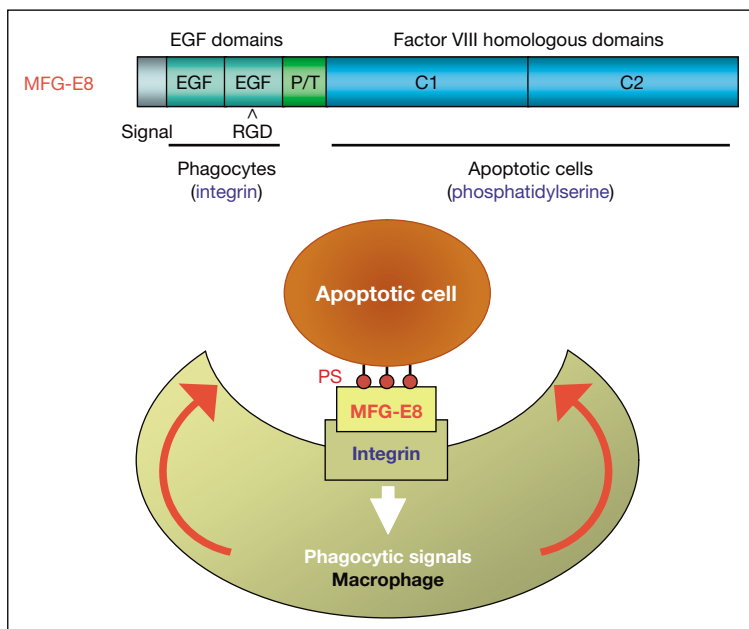 EGF domains Factor VIII homologous domains
MFG-E8 EGF EGF P/T C1 C2
^
Signal RGD
Phagocytes Apoptotic cells
(integrin) (phosphatidylserine)
Apoptotic cell
PS
MFG-E8
Integrin
Phagocytic signals
Macrophage